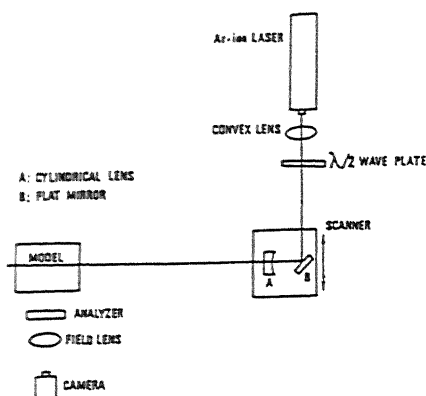 Ar-ion LASER
CONVEX LENS
λ/2 WAVE PLATE
A: CYLINDRICAL LENS
B: FLAT MIRROR
SCANNER
MODEL
A
B
ANALYZER
FIELD LENS
CAMERA